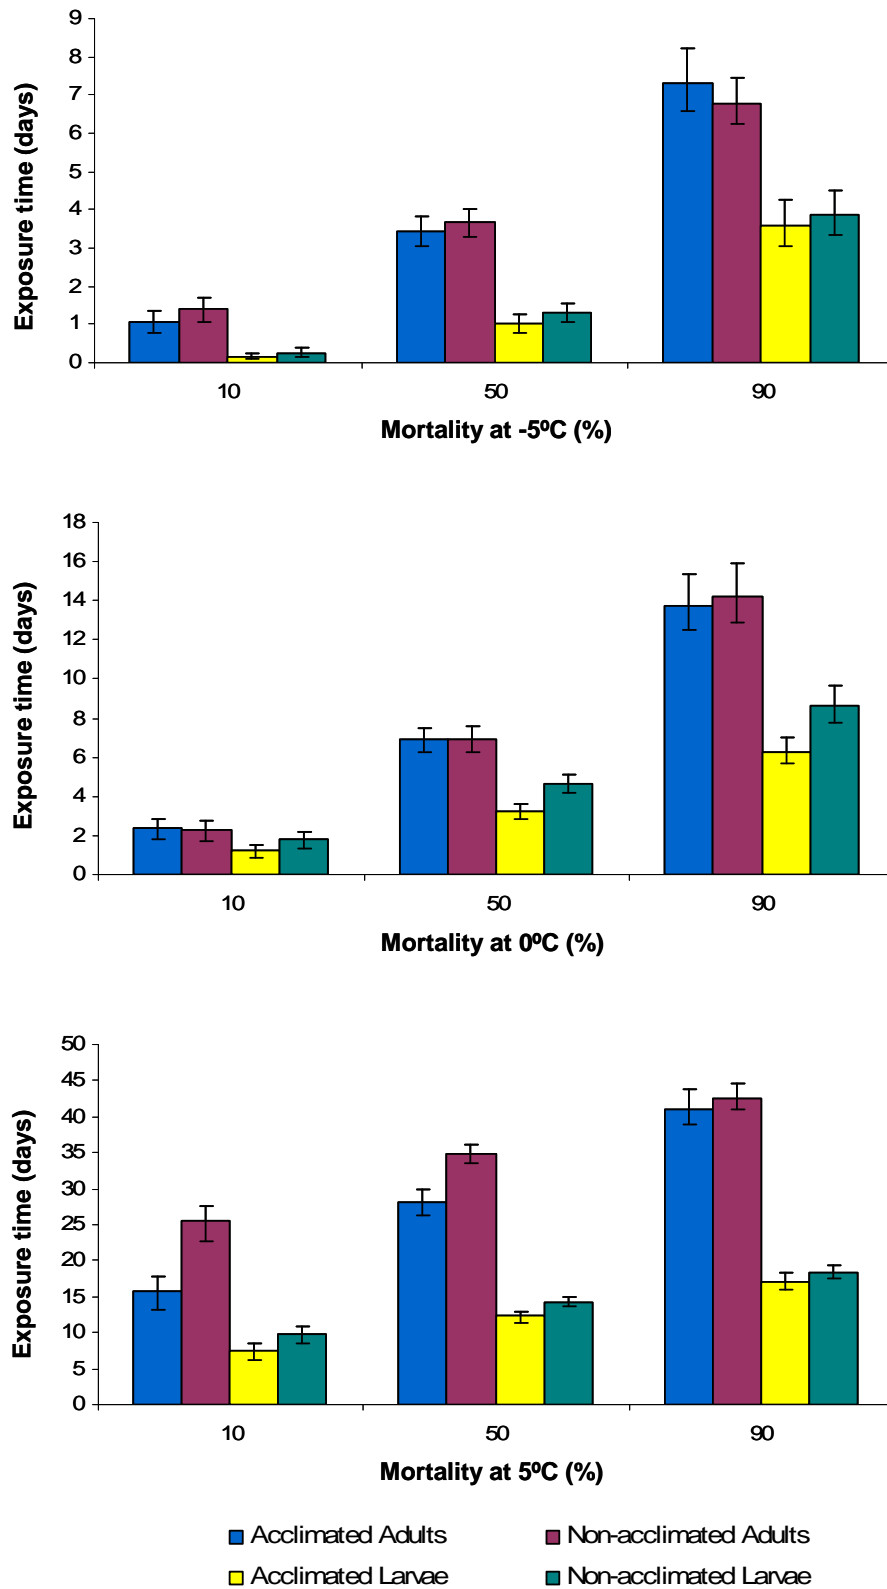 Exposure time (days)
9
8
7
6
5
4
3
2
1
0
10 50 90
Mortality at -5ºC (%)
Exposure time (days)
18
16
14
12
10
8
6
4
2
0
10 50 90
Mortality at 0ºC (%)
Exposure time (days)
50
45
40
35
30
25
20
15
10
5
0
10 50 90
Mortality at 5ºC (%)
Acclimated Adults Non-acclimated Adults
Acclimated Larvae Non-acclimated Larvae